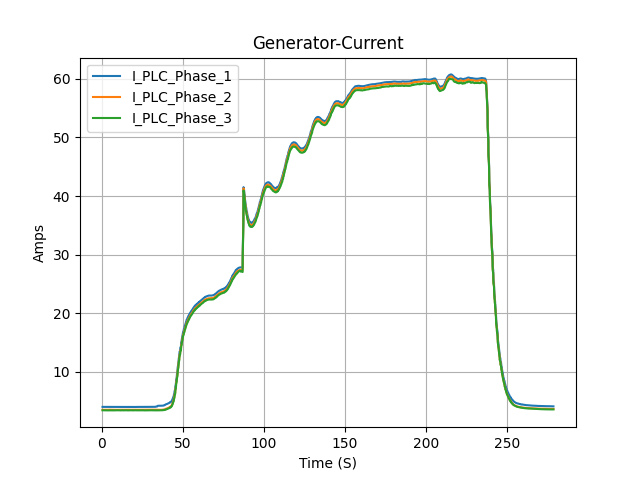 Generator-Current
I_PLC_Phase_1
I_PLC_Phase_2
I_PLC_Phase_3
60
50
40
30
20
10
Amps
0 50 100 150 200 250
Time (S)